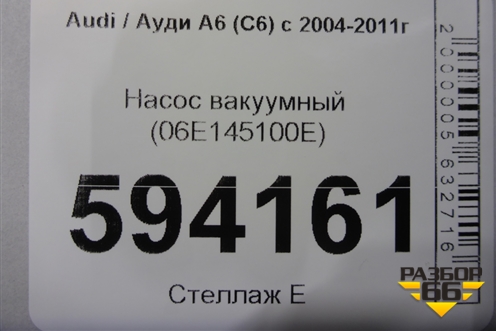 Audi / Ауди А6 (С6) с 2004-2011г
Насос вакуумный
(06E145100E)
594161
Стеллаж Е
2000005632716
РАЗБОР
66